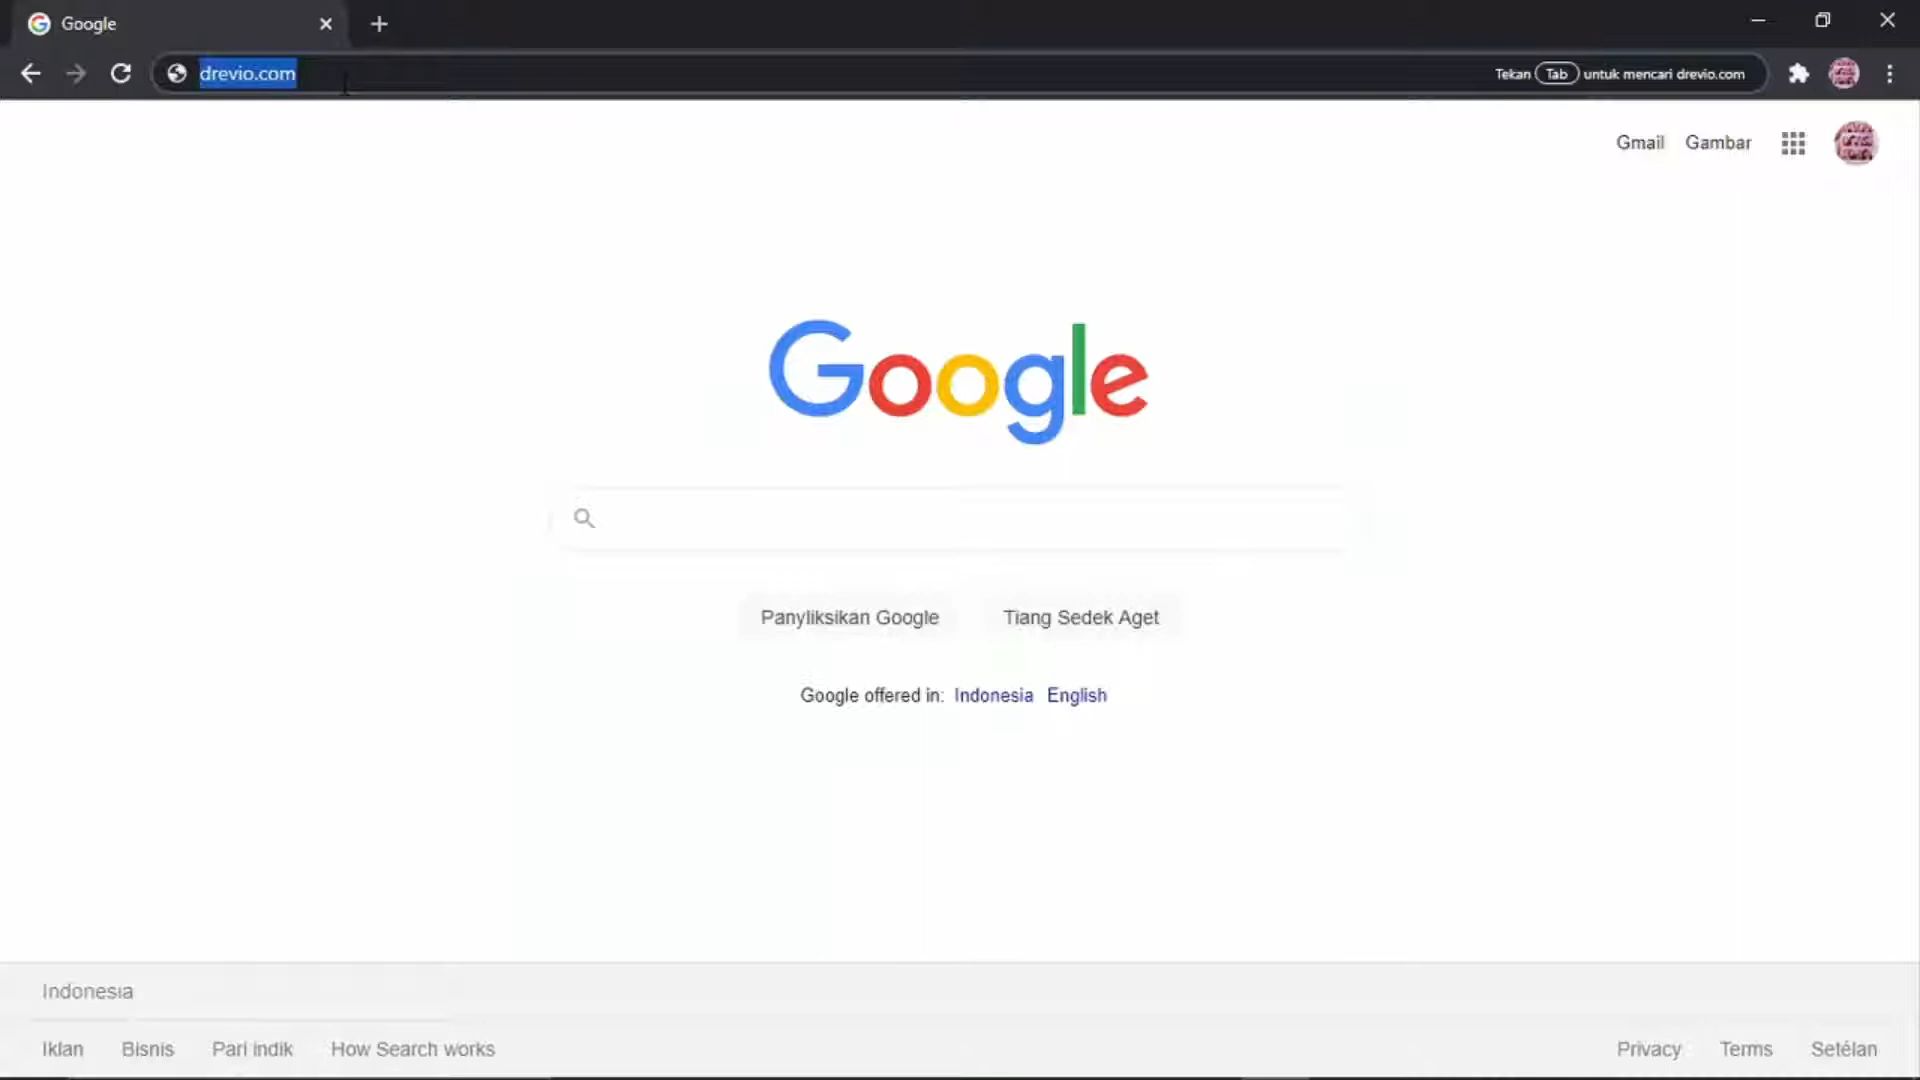 Google
drevio.com
Tekan Tab untuk mencari drevio.com
Gmail Gambar
Google
Panyliksikan Google Tiang Sedek Aget
Google offered in: Indonesia English
Indonesia
Iklan Bisnis Pari indik How Search works Privacy Terms Setélan